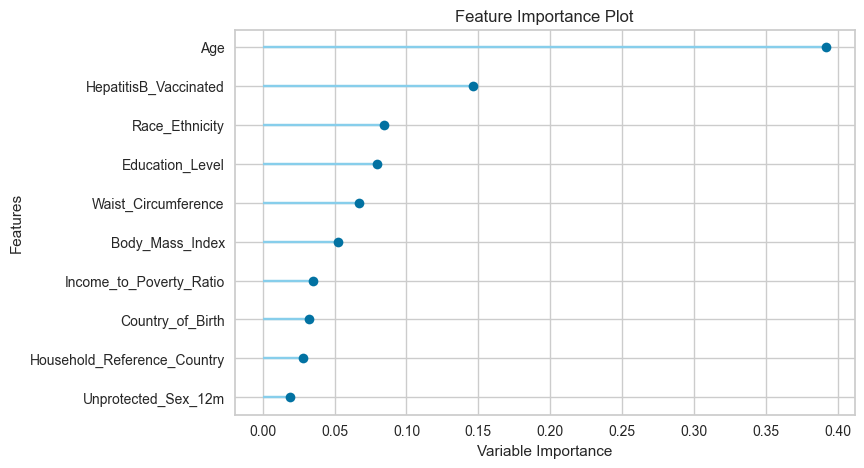 Feature Importance Plot
Features
Age
HepatitisB_Vaccinated
Race_Ethnicity
Education_Level
Waist_Circumference
Body_Mass_Index
Income_to_Poverty_Ratio
Country_of_Birth
Household_Reference_Country
Unprotected_Sex_12m
0.00 0.05 0.10 0.15 0.20 0.25 0.30 0.35 0.40
Variable Importance